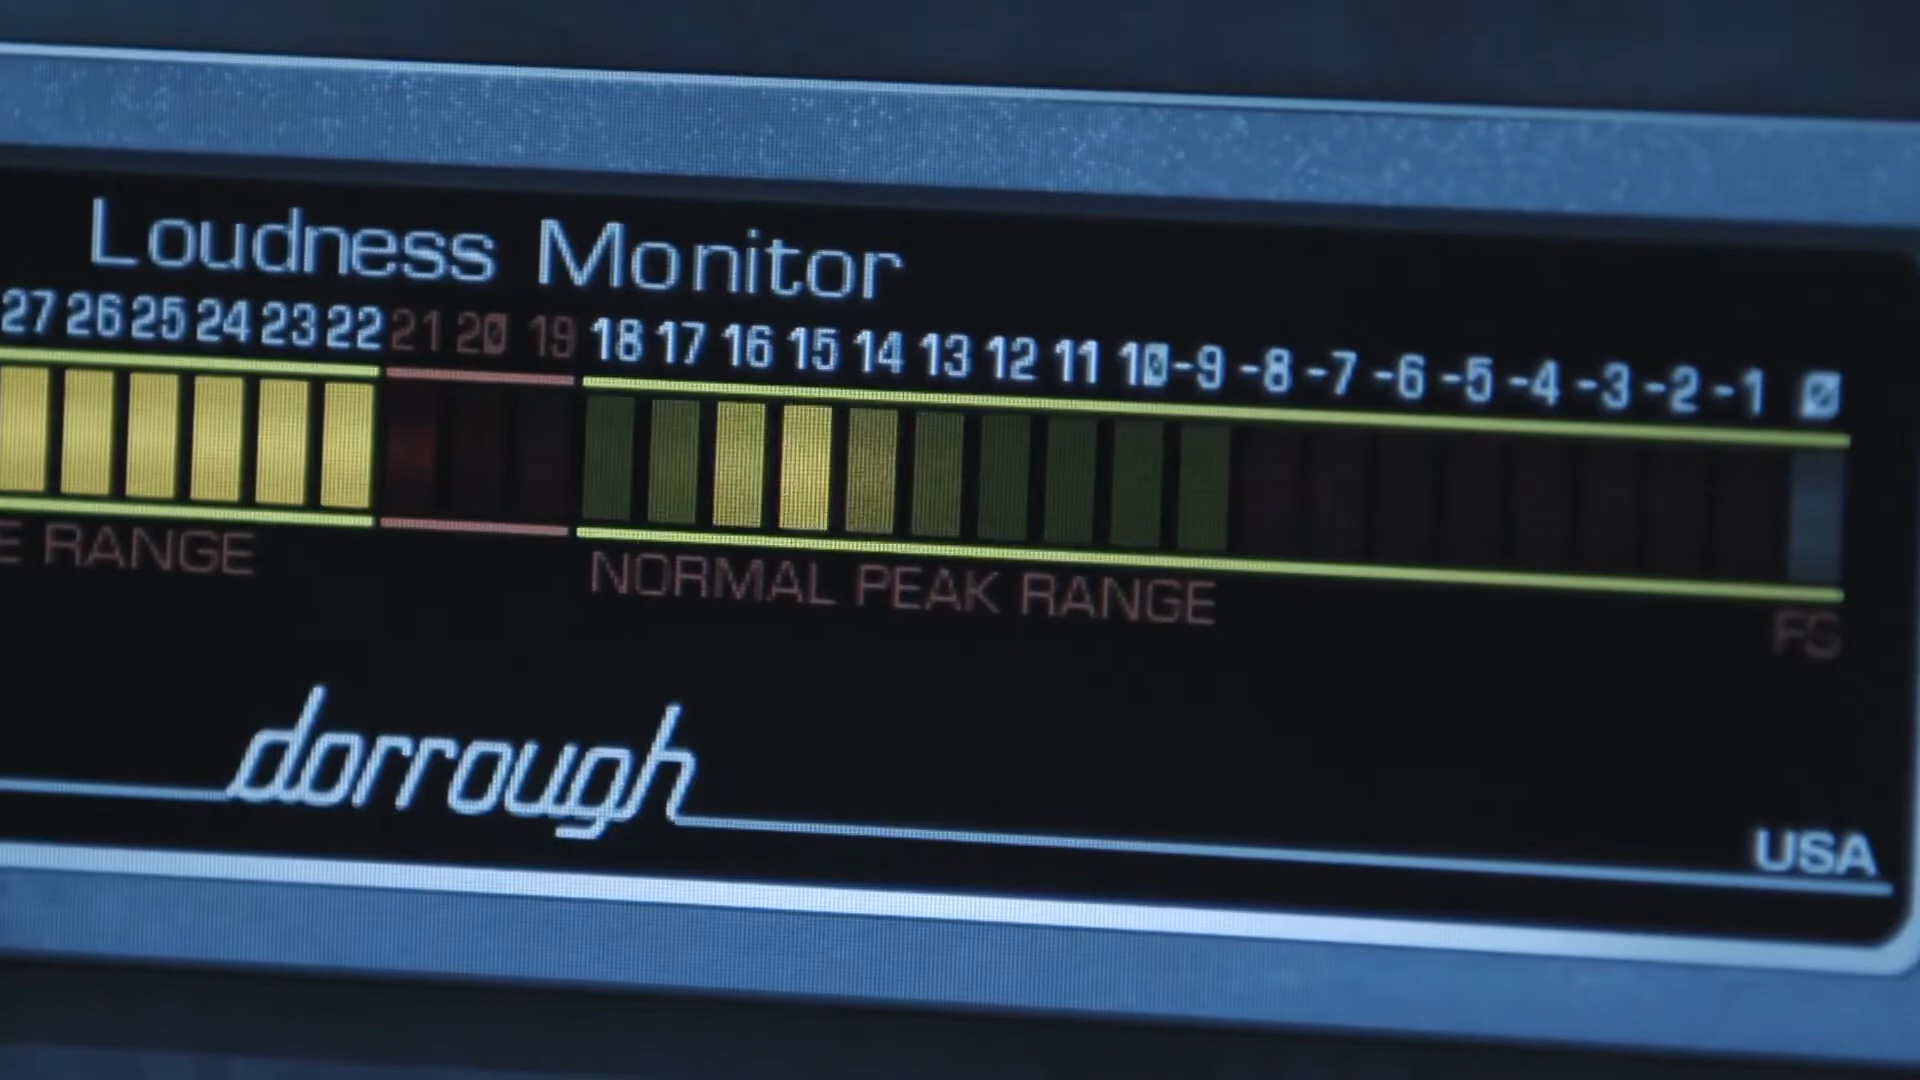 Loudness Monitor
27 26 25 24 23 22 21 20 19 18 17 16 15 14 13 12 11 10 -9 -8 -7 -6 -5 -4 -3 -2 -1 0
E RANGE NORMAL PEAK RANGE FS
dorrough
USA